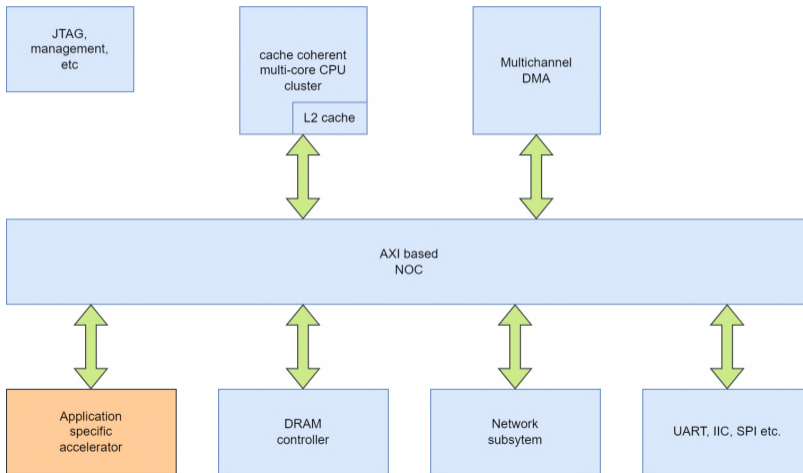 JTAG,
management,
etc
cache coherent
multi-core CPU
cluster
L2 cache
Multichannel
DMA
AXI based
NOC
Application
specific
accelerator
DRAM
controller
Network
subsytem
UART, IIC, SPI etc.